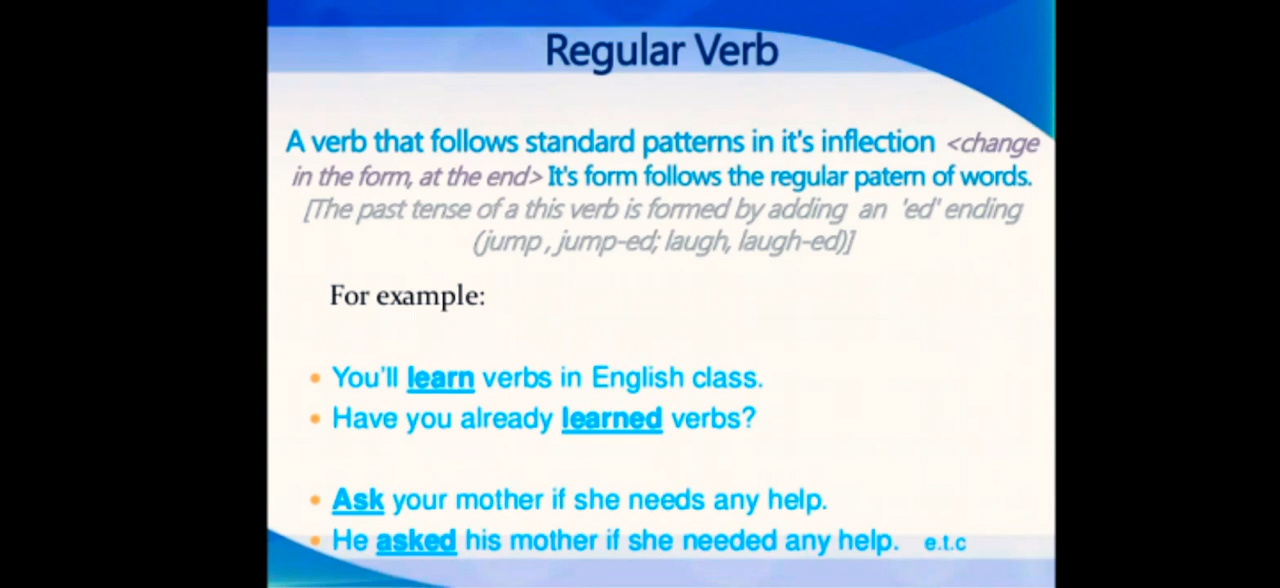 Regular Verb
A verb that follows standard patterns in it's inflection <change
in the form, at the end> It's form follows the regular patern of words.
[The past tense of a this verb is formed by adding an 'ed' ending
(jump , jump-ed; laugh, laugh-ed)]
For example:
• You'll learn verbs in English class.
• Have you already learned verbs?
• Ask your mother if she needs any help.
• He asked his mother if she needed any help. e.t.c